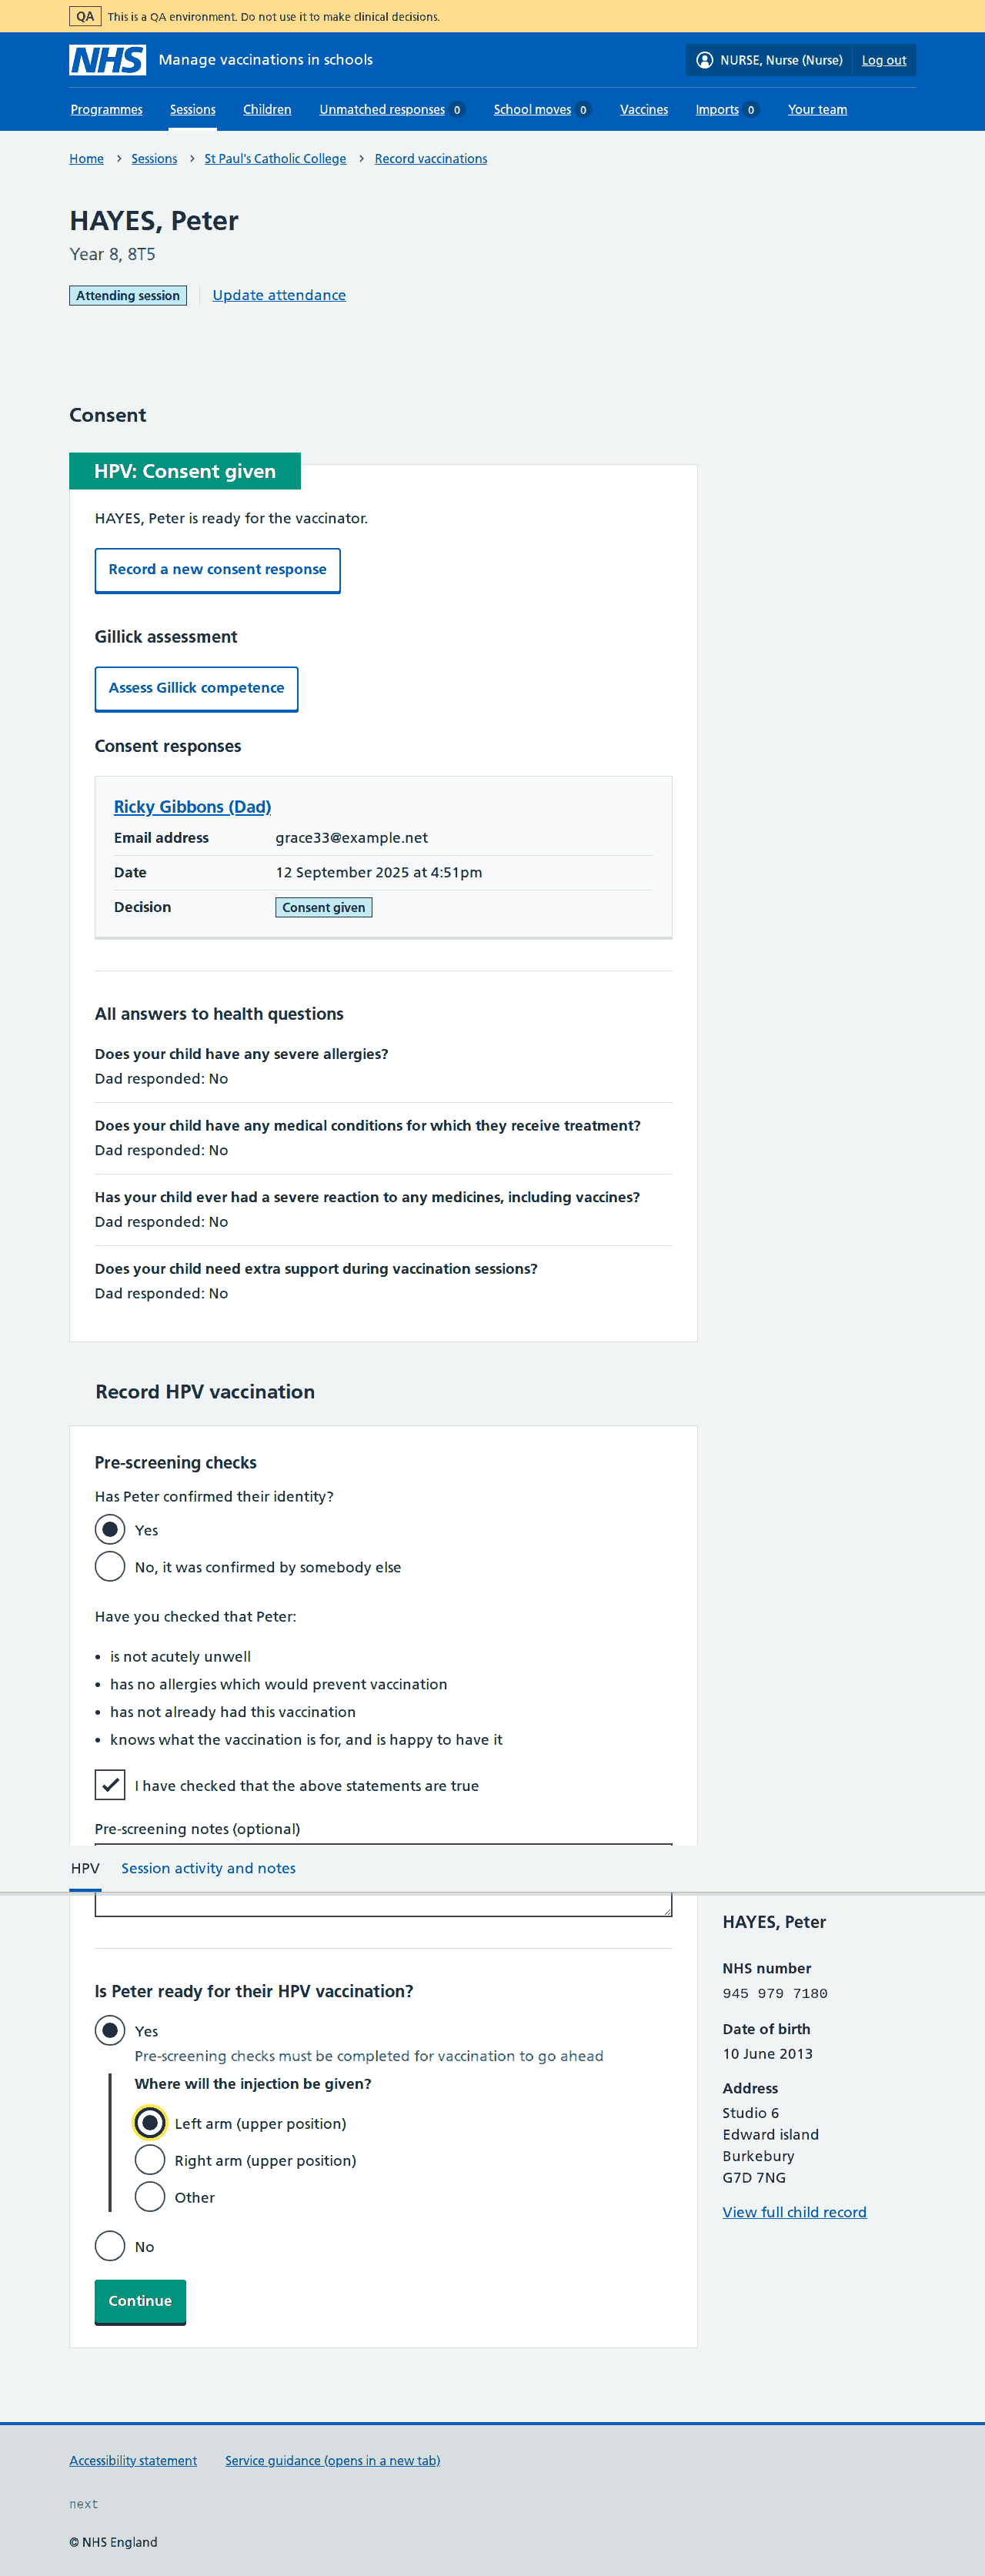 QA This is a QA environment. Do not use it to make clinical decisions.
NHS Manage vaccinations in schools
NURSE, Nurse (Nurse) Log out
Programmes Sessions Children Unmatched responses 0 School moves 0 Vaccines Imports 0 Your team
Home > Sessions > St Paul's Catholic College > Record vaccinations
HAYES, Peter
Year 8, 8T5
Attending session Update attendance
Consent
HPV: Consent given
HAYES, Peter is ready for the vaccinator.
Record a new consent response
Gillick assessment
Assess Gillick competence
Consent responses
Ricky Gibbons (Dad)
Email address grace33@example.net
Date 12 September 2025 at 4:51pm
Decision Consent given
All answers to health questions
Does your child have any severe allergies?
Dad responded: No
Does your child have any medical conditions for which they receive treatment?
Dad responded: No
Has your child ever had a severe reaction to any medicines, including vaccines?
Dad responded: No
Does your child need extra support during vaccination sessions?
Dad responded: No
Record HPV vaccination
Pre-screening checks
Has Peter confirmed their identity?
Yes
No, it was confirmed by somebody else
Have you checked that Peter:
• is not acutely unwell
• has no allergies which would prevent vaccination
• has not already had this vaccination
• knows what the vaccination is for, and is happy to have it
I have checked that the above statements are true
Pre-screening notes (optional)
HPV Session activity and notes
Is Peter ready for their HPV vaccination?
Yes
Pre-screening checks must be completed for vaccination to go ahead
Where will the injection be given?
Left arm (upper position)
Right arm (upper position)
Other
No
Continue
HAYES, Peter
NHS number
945 979 7180
Date of birth
10 June 2013
Address
Studio 6
Edward island
Burkebury
G7D 7NG
View full child record
Accessibility statement Service guidance (opens in a new tab)
next
© NHS England